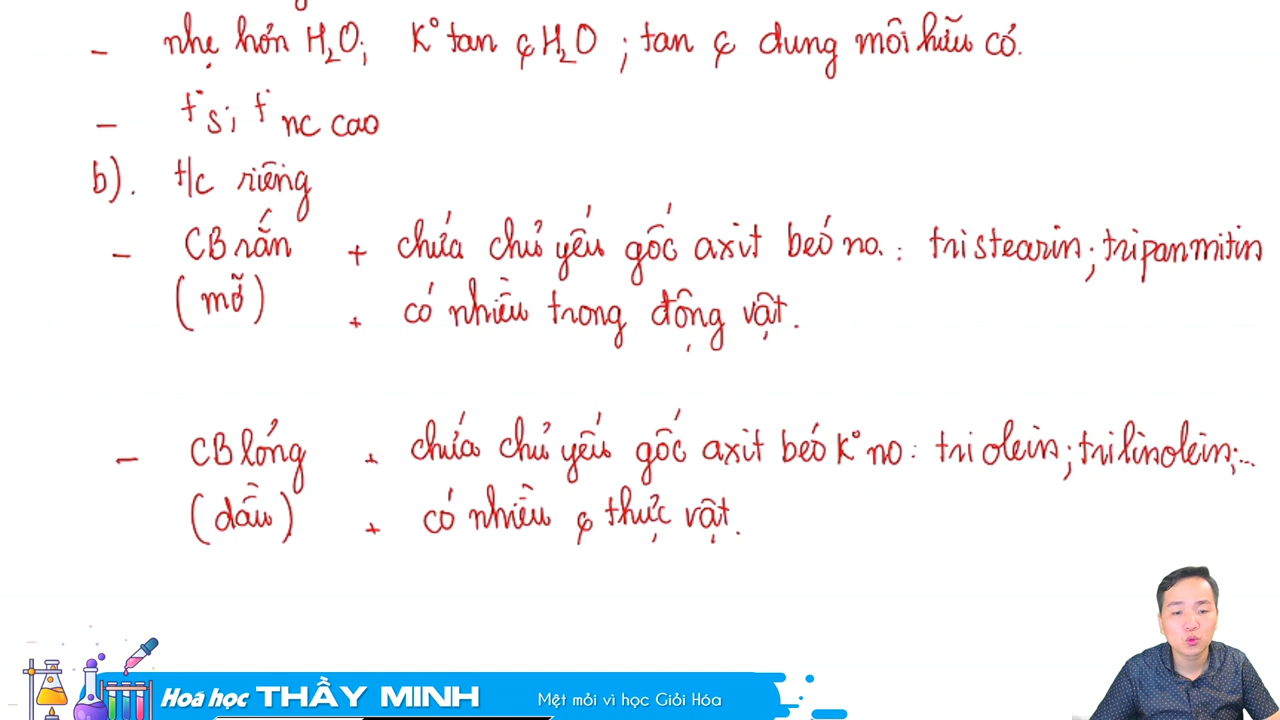 - nhẹ hơn H₂O; K° tan ç H₂O ; tan ç dung môi hữu cơ.
- t° s; t° nc cao
b). t/c riêng
- CB rắn + chứa chủ yếu gốc axit béo no. : tristearin; tripanmitin
(mỡ) + có nhiều trong động vật.
- CB lỏng + chứa chủ yếu gốc axit béo K° no : triolein; trilinolein;...
(dầu) + có nhiều ç thực vật.
Hoá học THẦY MINH Mệt mỏi vì học Giỏi Hóa